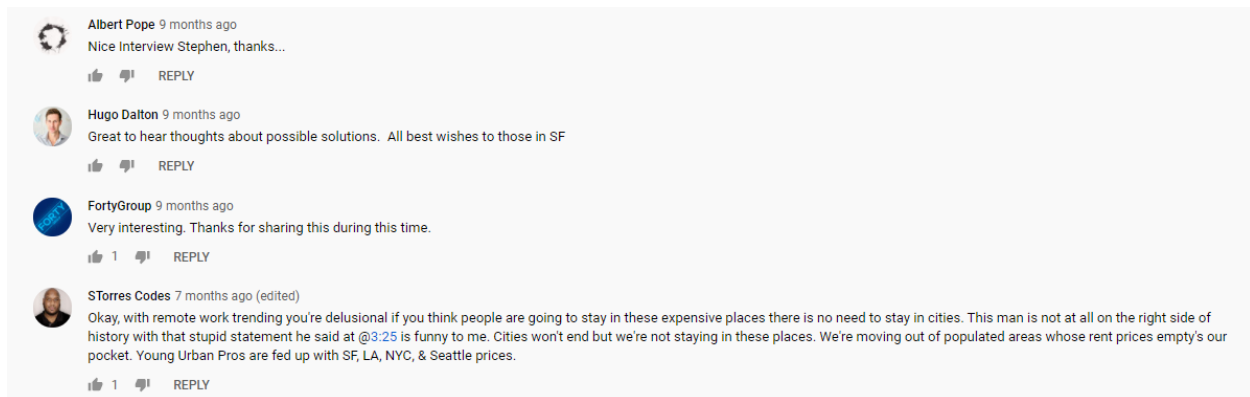 Albert Pope 9 months ago
Nice Interview Stephen, thanks...
REPLY
Hugo Dalton 9 months ago
Great to hear thoughts about possible solutions.  All best wishes to those in SF
REPLY
FORTY
FortyGroup 9 months ago
Very interesting. Thanks for sharing this during this time.
1 REPLY
STorres Codes 7 months ago (edited)
Okay, with remote work trending you're delusional if you think people are going to stay in these expensive places there is no need to stay in cities. This man is not at all on the right side of
history with that stupid statement he said at @3:25 is funny to me. Cities won't end but we're not staying in these places. We're moving out of populated areas whose rent prices empty's our
pocket. Young Urban Pros are fed up with SF, LA, NYC, & Seattle prices.
1 REPLY